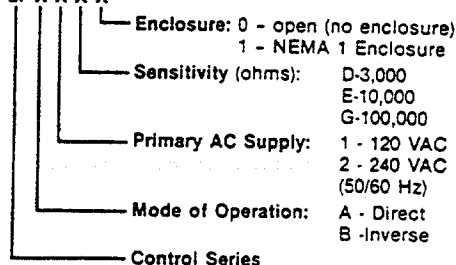 Enclosure: 0 - open (no enclosure)
1 - NEMA 1 Enclosure
Sensitivity (ohms): D-3,000
E-10,000
G-100,000
Primary AC Supply: 1 - 120 VAC
2 - 240 VAC
(50/60 Hz)
Mode of Operation: A - Direct
B -Inverse
Control Series